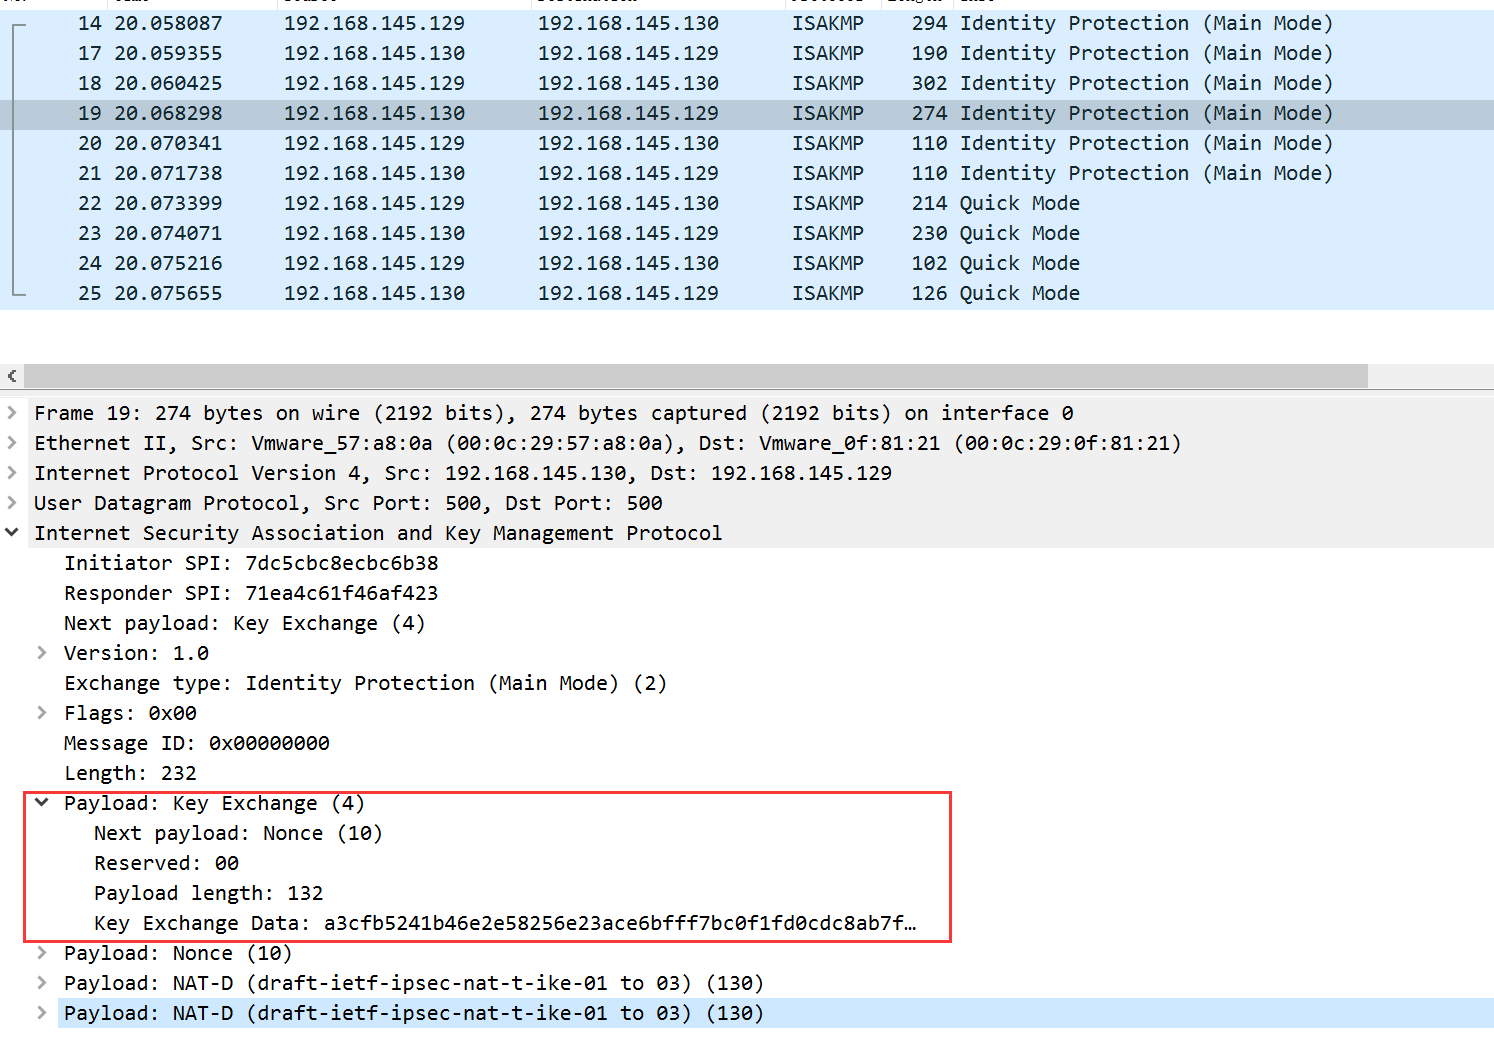 14 20.058087 192.168.145.129 192.168.145.130 ISAKMP 294 Identity Protection (Main Mode)
17 20.059355 192.168.145.130 192.168.145.129 ISAKMP 190 Identity Protection (Main Mode)
18 20.060425 192.168.145.129 192.168.145.130 ISAKMP 302 Identity Protection (Main Mode)
19 20.068298 192.168.145.130 192.168.145.129 ISAKMP 274 Identity Protection (Main Mode)
20 20.070341 192.168.145.129 192.168.145.130 ISAKMP 110 Identity Protection (Main Mode)
21 20.071738 192.168.145.130 192.168.145.129 ISAKMP 110 Identity Protection (Main Mode)
22 20.073399 192.168.145.129 192.168.145.130 ISAKMP 214 Quick Mode
23 20.074071 192.168.145.130 192.168.145.129 ISAKMP 230 Quick Mode
24 20.075216 192.168.145.129 192.168.145.130 ISAKMP 102 Quick Mode
25 20.075655 192.168.145.130 192.168.145.129 ISAKMP 126 Quick Mode
Frame 19: 274 bytes on wire (2192 bits), 274 bytes captured (2192 bits) on interface 0
Ethernet II, Src: Vmware_57:a8:0a (00:0c:29:57:a8:0a), Dst: Vmware_0f:81:21 (00:0c:29:0f:81:21)
Internet Protocol Version 4, Src: 192.168.145.130, Dst: 192.168.145.129
User Datagram Protocol, Src Port: 500, Dst Port: 500
Internet Security Association and Key Management Protocol
Initiator SPI: 7dc5cbc8ecbc6b38
Responder SPI: 71ea4c61f46af423
Next payload: Key Exchange (4)
Version: 1.0
Exchange type: Identity Protection (Main Mode) (2)
Flags: 0x00
Message ID: 0x00000000
Length: 232
Payload: Key Exchange (4)
Next payload: Nonce (10)
Reserved: 00
Payload length: 132
Key Exchange Data: a3cfb5241b46e2e58256e23ace6bfff7bc0f1fd0cdc8ab7f…
Payload: Nonce (10)
Payload: NAT-D (draft-ietf-ipsec-nat-t-ike-01 to 03) (130)
Payload: NAT-D (draft-ietf-ipsec-nat-t-ike-01 to 03) (130)